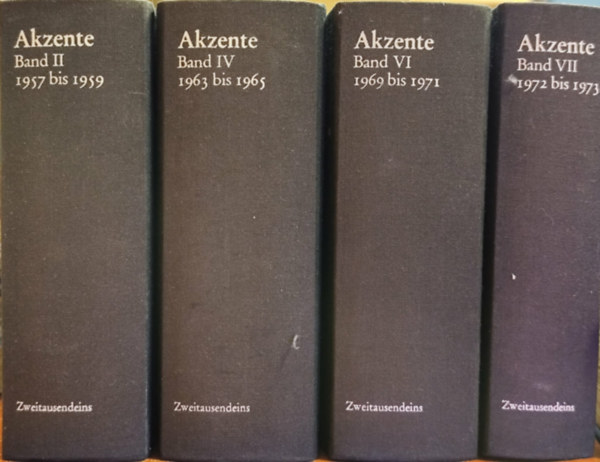 Akzente
Band II
1957 bis 1959
Zweitausendeins
Akzente
Band IV
1963 bis 1965
Zweitausendeins
Akzente
Band VI
1969 bis 1971
Zweitausendeins
Akzente
Band VII
1972 bis 1973
Zweitausendeins